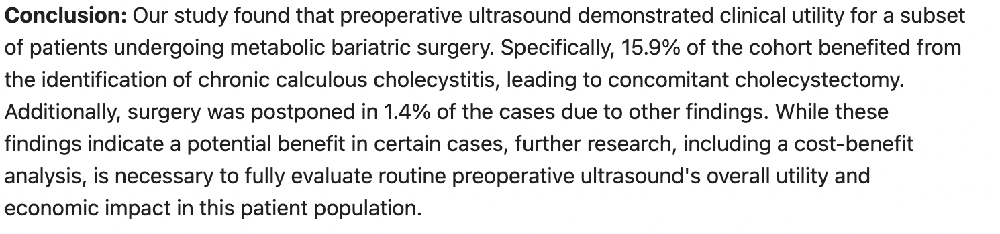 Conclusion: Our study found that preoperative ultrasound demonstrated clinical utility for a subset
of patients undergoing metabolic bariatric surgery. Specifically, 15.9% of the cohort benefited from
the identification of chronic calculous cholecystitis, leading to concomitant cholecystectomy.
Additionally, surgery was postponed in 1.4% of the cases due to other findings. While these
findings indicate a potential benefit in certain cases, further research, including a cost-benefit
analysis, is necessary to fully evaluate routine preoperative ultrasound's overall utility and
economic impact in this patient population.